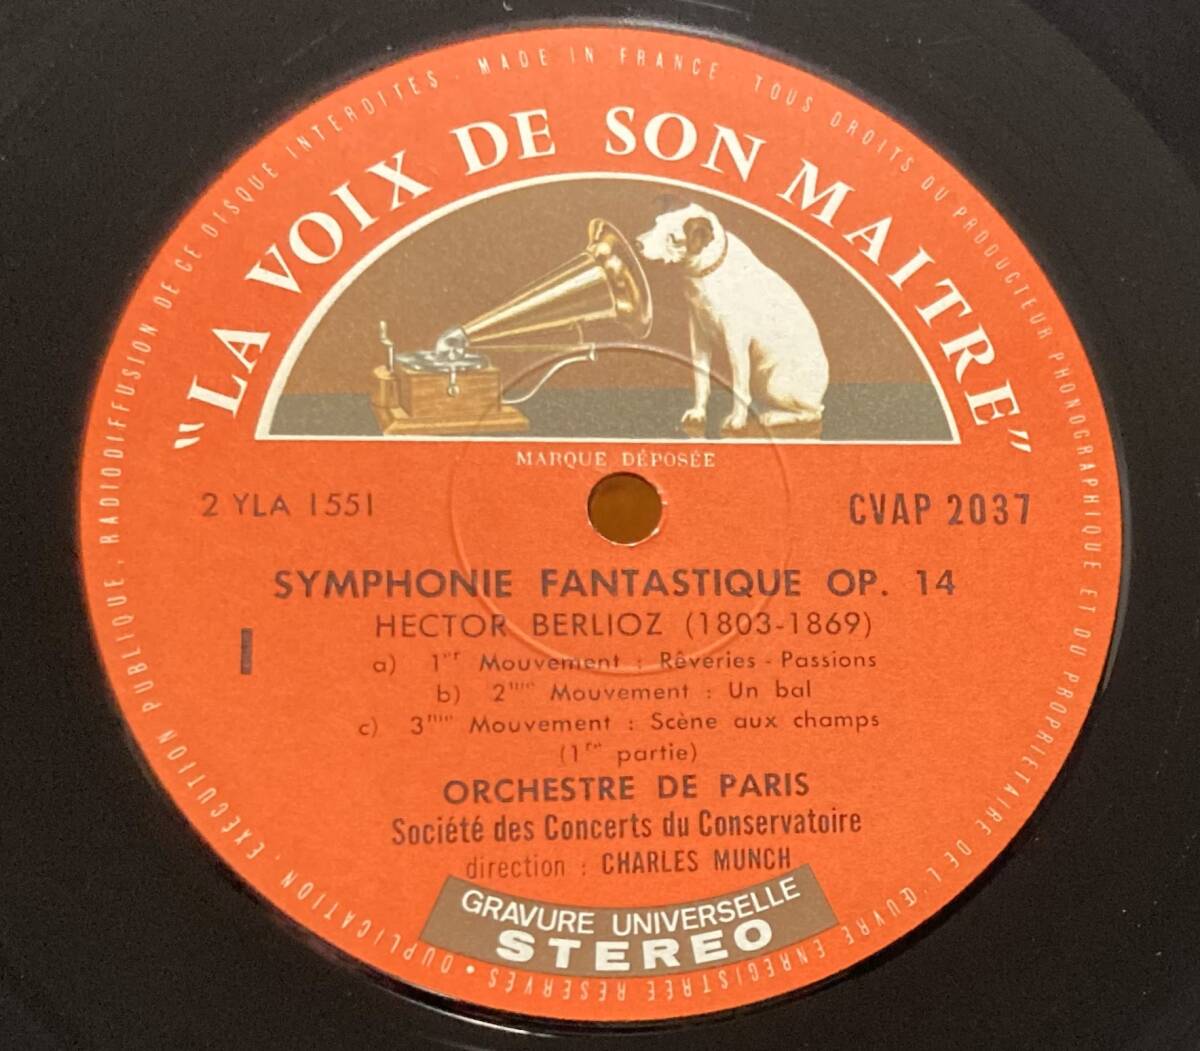 MADE IN FRANCE . TOUS DROITS DU PRODUCTEUR PHONOGRAPHIQUE ET DU PROPRIÉTAIRE DE L'ŒUVRE ENREGISTRÉE RÉSERVÉS • DUPLICATION, EXÉCUTION PUBLIQUE, RADIODIFFUSION DE CE DISQUE INTERDITES .
"LA VOIX DE SON MAITRE"
MARQUE DÉPOSÉE
2 YLA 1551
CVAP 2037
SYMPHONIE FANTASTIQUE OP. 14
HECTOR BERLIOZ (1803-1869)
I
a) 1er Mouvement : Rêveries - Passions
b) 2me Mouvement : Un bal
c) 3me Mouvement : Scène aux champs
(1re partie)
ORCHESTRE DE PARIS
Société des Concerts du Conservatoire
direction : CHARLES MUNCH
GRAVURE UNIVERSELLE
STEREO